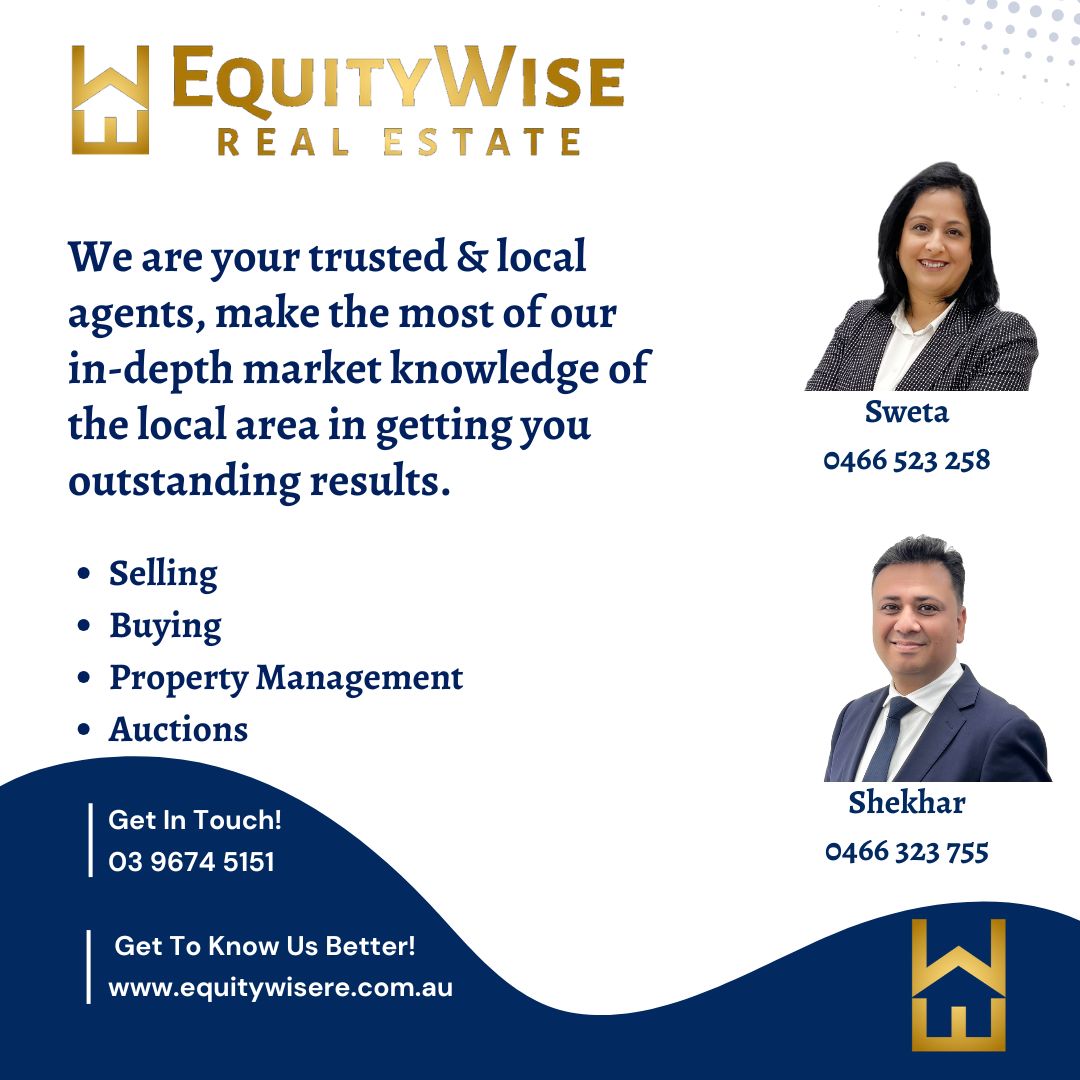 EQUITYWISE
REAL ESTATE
We are your trusted & local
agents, make the most of our
in-depth market knowledge of
the local area in getting you
outstanding results.
• Selling
• Buying
• Property Management
• Auctions
Get In Touch!
03 9674 5151
Get To Know Us Better!
www.equitywisere.com.au
Sweta
0466 523 258
Shekhar
0466 323 755